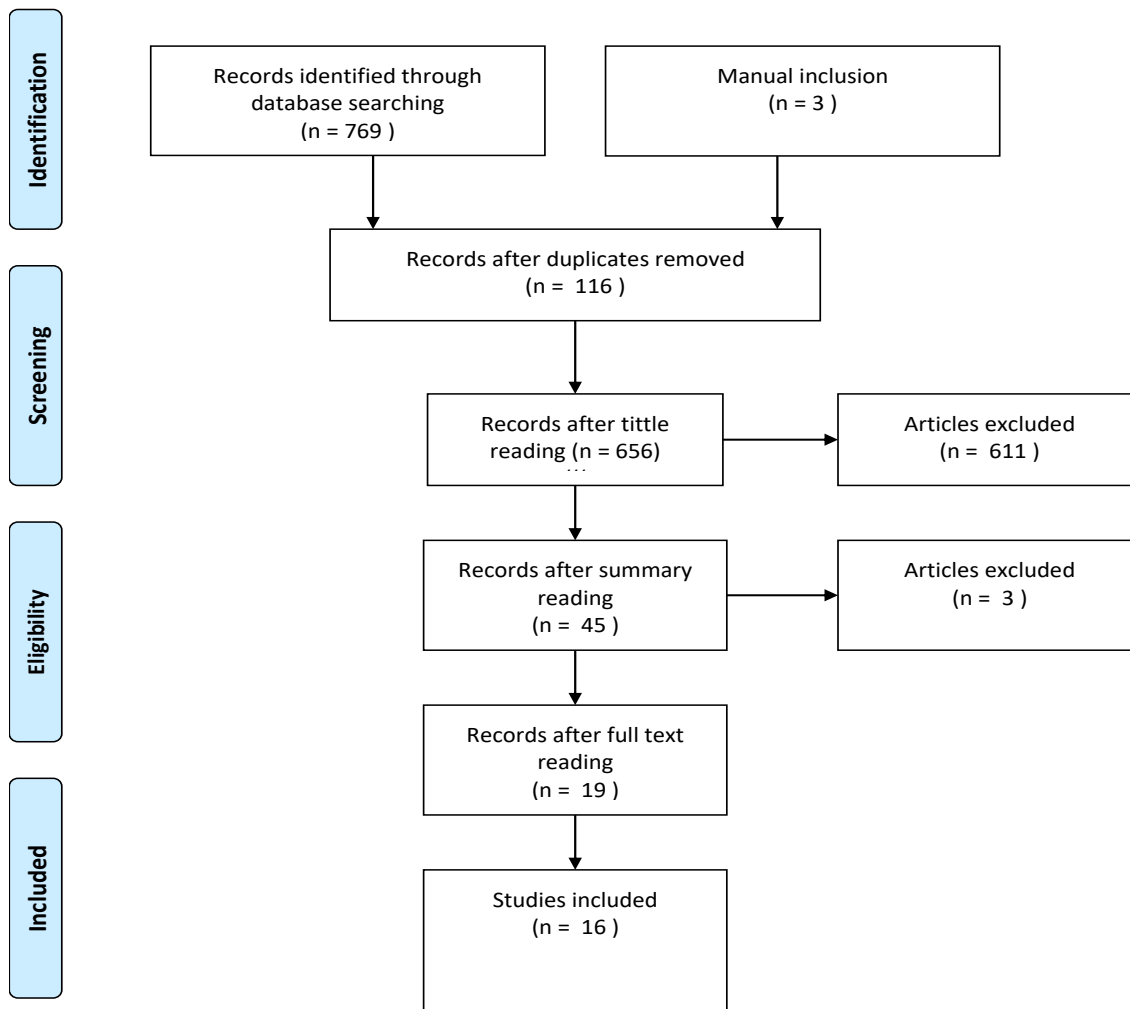 Identification
Records identified through
database searching
(n = 769 )
Manual inclusion
(n = 3 )
Records after duplicates removed
(n = 116 )
Screening
Records after tittle
reading (n = 656)
...
Articles excluded
(n = 611 )
Eligibility
Records after summary
reading
(n = 45 )
Articles excluded
(n = 3 )
Records after full text
reading
(n = 19 )
Included
Studies included
(n = 16 )